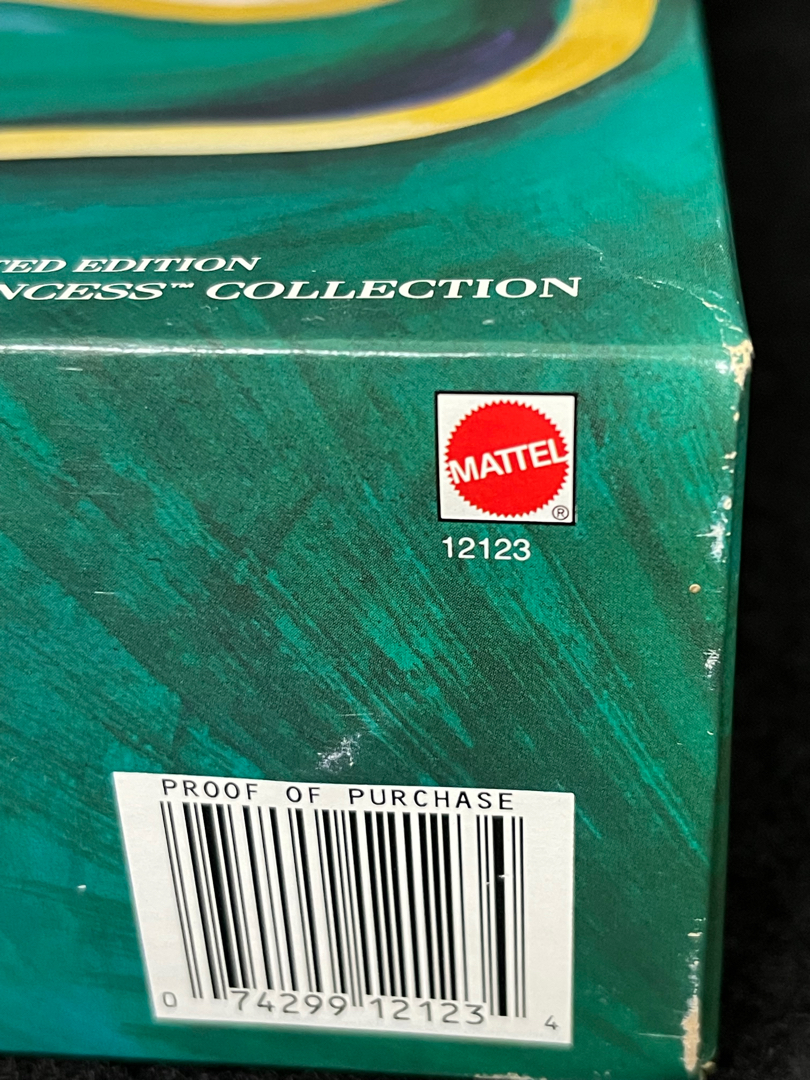 TED EDITION
NCESS™ COLLECTION
MATTEL
®
12123
PROOF OF PURCHASE
0 74299 12123 4